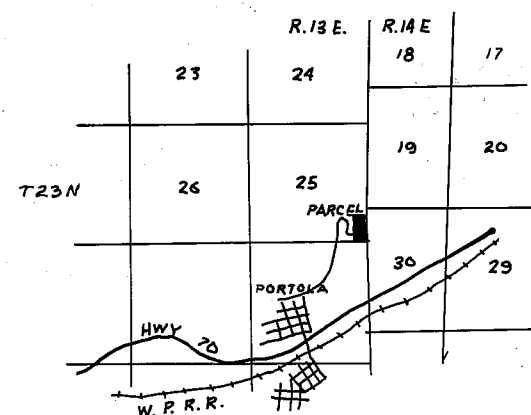 R.13 E. R.14 E
18 17
23 24
19 20
T23N 26 25
PARCEL
30 29
PORTOLA
HWY 70
W. P. R. R.